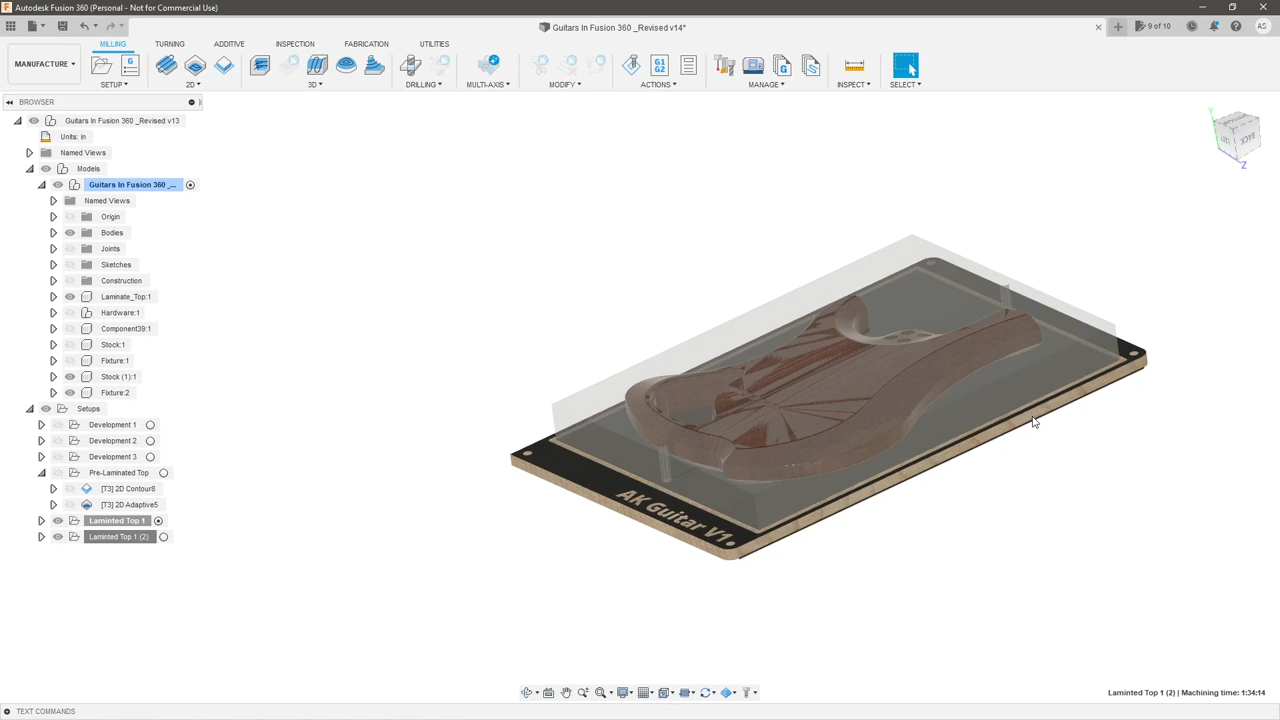 Autodesk Fusion 360 (Personal - Not for Commercial Use)
Guitars In Fusion 360 _Revised v14*
9 of 10
AS
MILLING
TURNING
ADDITIVE
INSPECTION
FABRICATION
UTILITIES
MANUFACTURE
G1
G2
SETUP
2D
3D
DRILLING
MULTI-AXIS
MODIFY
ACTIONS
MANAGE
INSPECT
SELECT
BROWSER
Guitars In Fusion 360 _Revised v13
Units: in
Named Views
Models
Guitars In Fusion 360 _...
Named Views
Origin
Bodies
Joints
Sketches
Construction
Laminate_Top:1
Hardware:1
Component39:1
Stock:1
Fixture:1
Stock (1):1
Fixture:2
Setups
Development 1
Development 2
Development 3
Pre-Laminated Top
[T3] 2D Contour8
[T3] 2D Adaptive5
Laminted Top 1
Laminted Top 1 (2)
BACK
LEFT
Z
AK Guitar V1
Laminted Top 1 (2) | Machining time: 1:34:14
TEXT COMMANDS